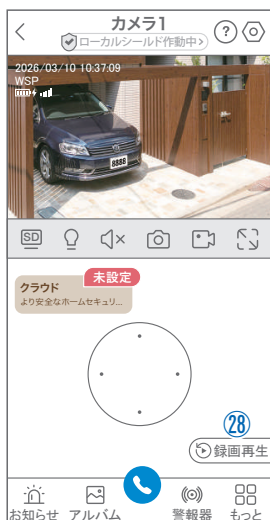 カメラ1
ローカルシールド作動中>
?
2026/03/10 10:37:09
WSP
8888
SD
未設定
クラウド
より安全なホームセキュリ...
㉘
録画再生
お知らせ アルバム 警報器 もっと